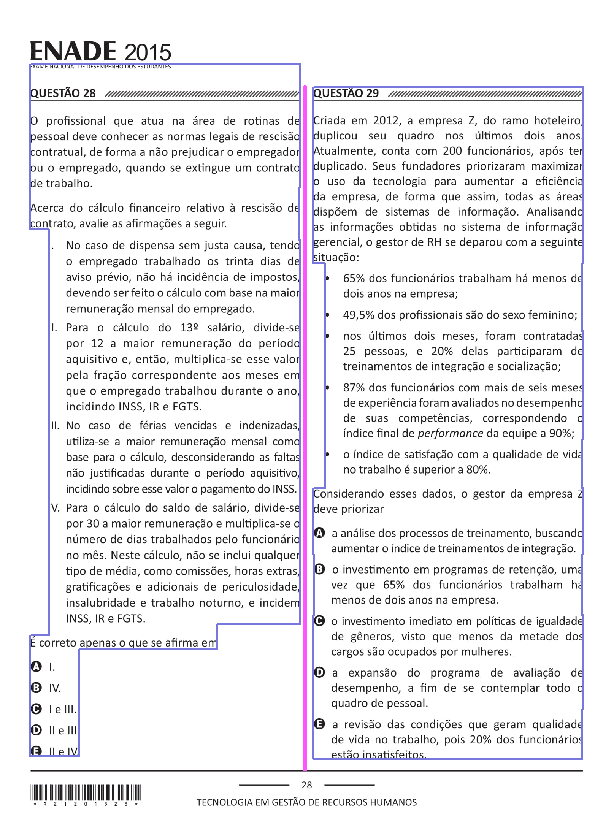 ENADE 2015
EXAME NACIONAL DE DESEMPENHO DOS ESTUDANTES
QUESTÃO 28
O profissional que atua na área de rotinas de
pessoal deve conhecer as normas legais de rescisão
contratual, de forma a não prejudicar o empregador
ou o empregado, quando se extingue um contrato
de trabalho.
Acerca do cálculo financeiro relativo à rescisão de
contrato, avalie as afirmações a seguir.
. No caso de dispensa sem justa causa, tendo
o empregado trabalhado os trinta dias de
aviso prévio, não há incidência de impostos,
devendo ser feito o cálculo com base na maior
remuneração mensal do empregado.
I. Para o cálculo do 13º salário, divide-se
por 12 a maior remuneração do período
aquisitivo e, então, multiplica-se esse valor
pela fração correspondente aos meses em
que o empregado trabalhou durante o ano,
incidindo INSS, IR e FGTS.
II. No caso de férias vencidas e indenizadas,
utiliza-se a maior remuneração mensal como
base para o cálculo, desconsiderando as faltas
não justificadas durante o período aquisitivo,
incidindo sobre esse valor o pagamento do INSS.
V. Para o cálculo do saldo de salário, divide-se
por 30 a maior remuneração e multiplica-se o
número de dias trabalhados pelo funcionário
no mês. Neste cálculo, não se inclui qualquer
tipo de média, como comissões, horas extras,
gratificações e adicionais de periculosidade,
insalubridade e trabalho noturno, e incidem
INSS, IR e FGTS.
É correto apenas o que se afirma em
A I.
B IV.
C I e III.
D II e III
E II e IV
QUESTÃO 29
Criada em 2012, a empresa Z, do ramo hoteleiro,
duplicou seu quadro nos últimos dois anos.
Atualmente, conta com 200 funcionários, após ter
duplicado. Seus fundadores priorizaram maximizar
o uso da tecnologia para aumentar a eficiência
da empresa, de forma que assim, todas as áreas
dispõem de sistemas de informação. Analisando
as informações obtidas no sistema de informação
gerencial, o gestor de RH se deparou com a seguinte
situação:
• 65% dos funcionários trabalham há menos de
dois anos na empresa;
• 49,5% dos profissionais são do sexo feminino;
• nos últimos dois meses, foram contratadas
25 pessoas, e 20% delas participaram de
treinamentos de integração e socialização;
• 87% dos funcionários com mais de seis meses
de experiência foram avaliados no desempenho
de suas competências, correspondendo o
índice final de performance da equipe a 90%;
• o índice de satisfação com a qualidade de vida
no trabalho é superior a 80%.
Considerando esses dados, o gestor da empresa Z
deve priorizar
A a análise dos processos de treinamento, buscando
aumentar o índice de treinamentos de integração.
B o investimento em programas de retenção, uma
vez que 65% dos funcionários trabalham há
menos de dois anos na empresa.
C o investimento imediato em políticas de igualdade
de gêneros, visto que menos da metade dos
cargos são ocupados por mulheres.
D a expansão do programa de avaliação de
desempenho, a fim de se contemplar todo o
quadro de pessoal.
E a revisão das condições que geram qualidade
de vida no trabalho, pois 20% dos funcionários
estão insatisfeitos.
28
TECNOLOGIA EM GESTÃO DE RECURSOS HUMANOS